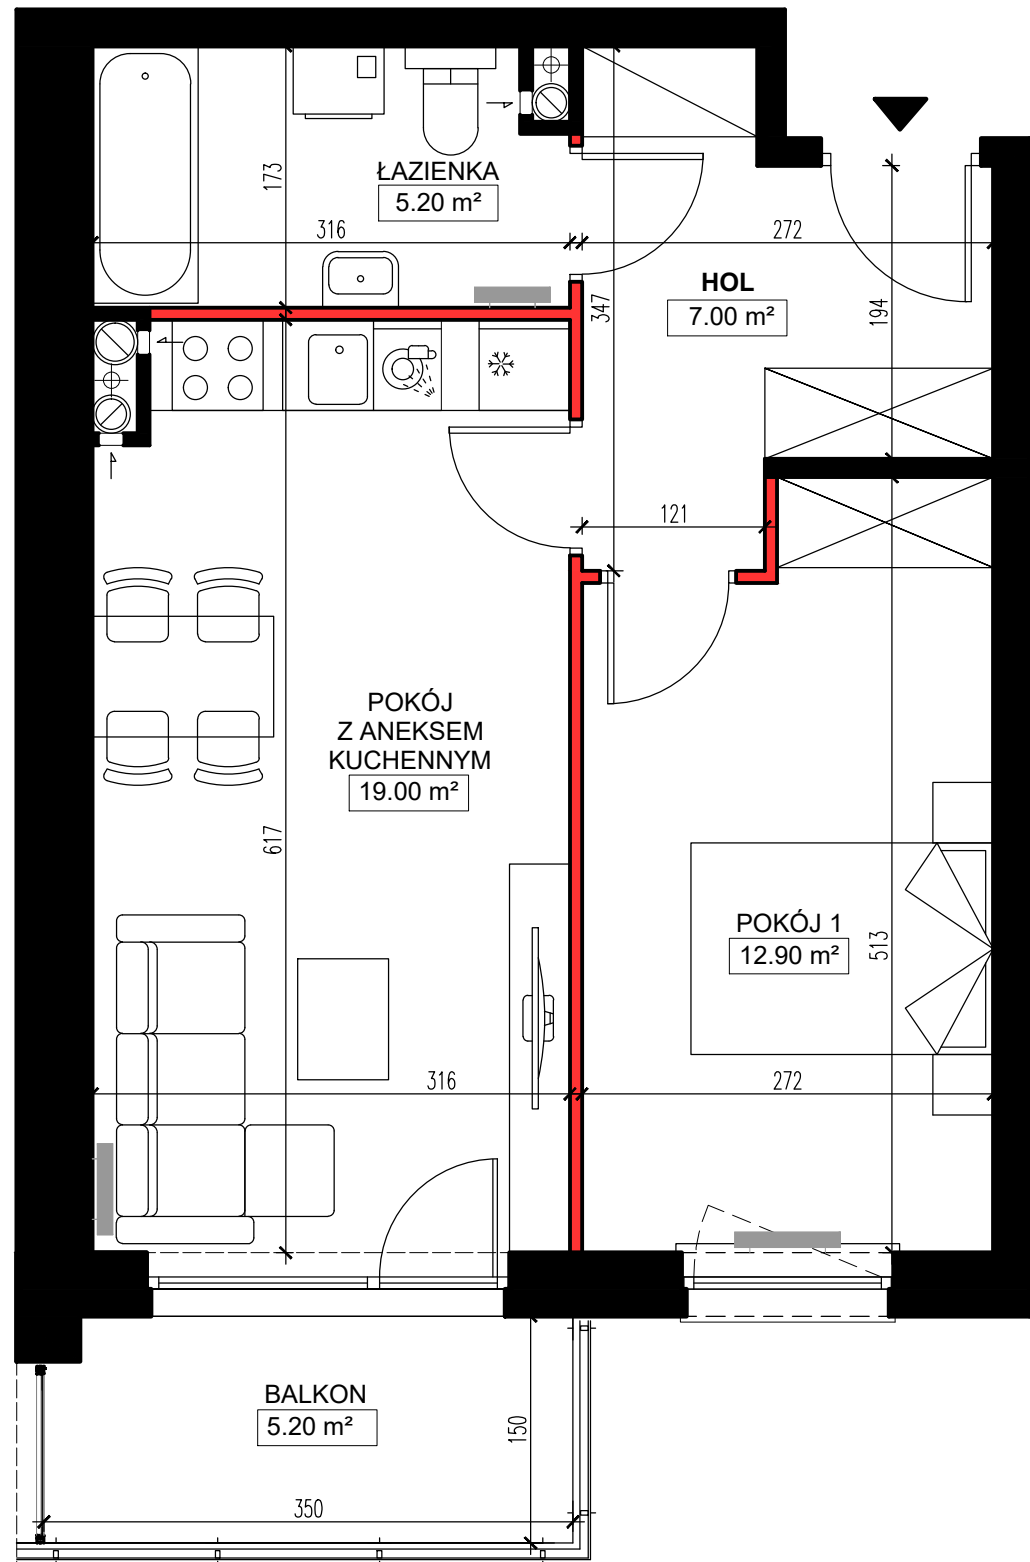 173
ŁAZIENKA
5.20 m²
316
272
HOL
7.00 m²
347
194
121
POKÓJ
Z ANEKSEM
KUCHENNYM
19.00 m²
617
POKÓJ 1
12.90 m²
513
316
272
BALKON
5.20 m²
150
350